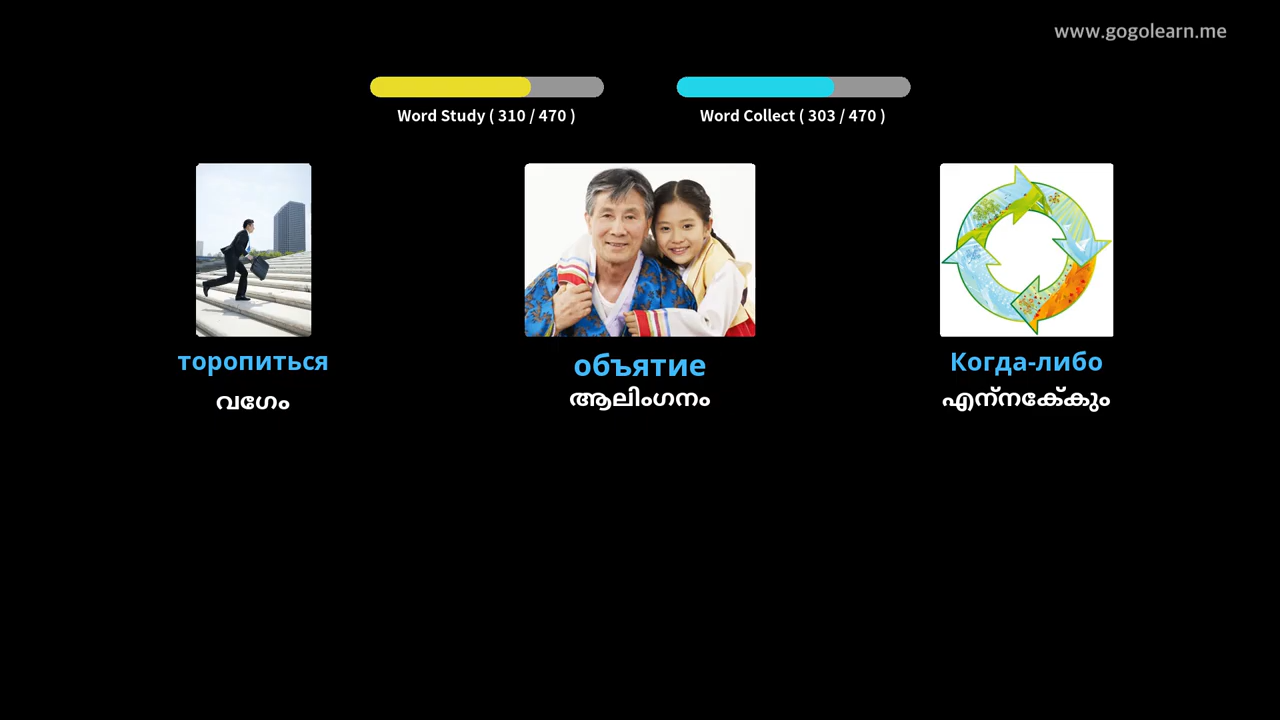 www.gogolearn.me
Word Study ( 310 / 470 )
Word Collect ( 303 / 470 )
торопиться
объятие
Когда-либо
വഗേം
ആലിംഗനം
എന്നക്കേും